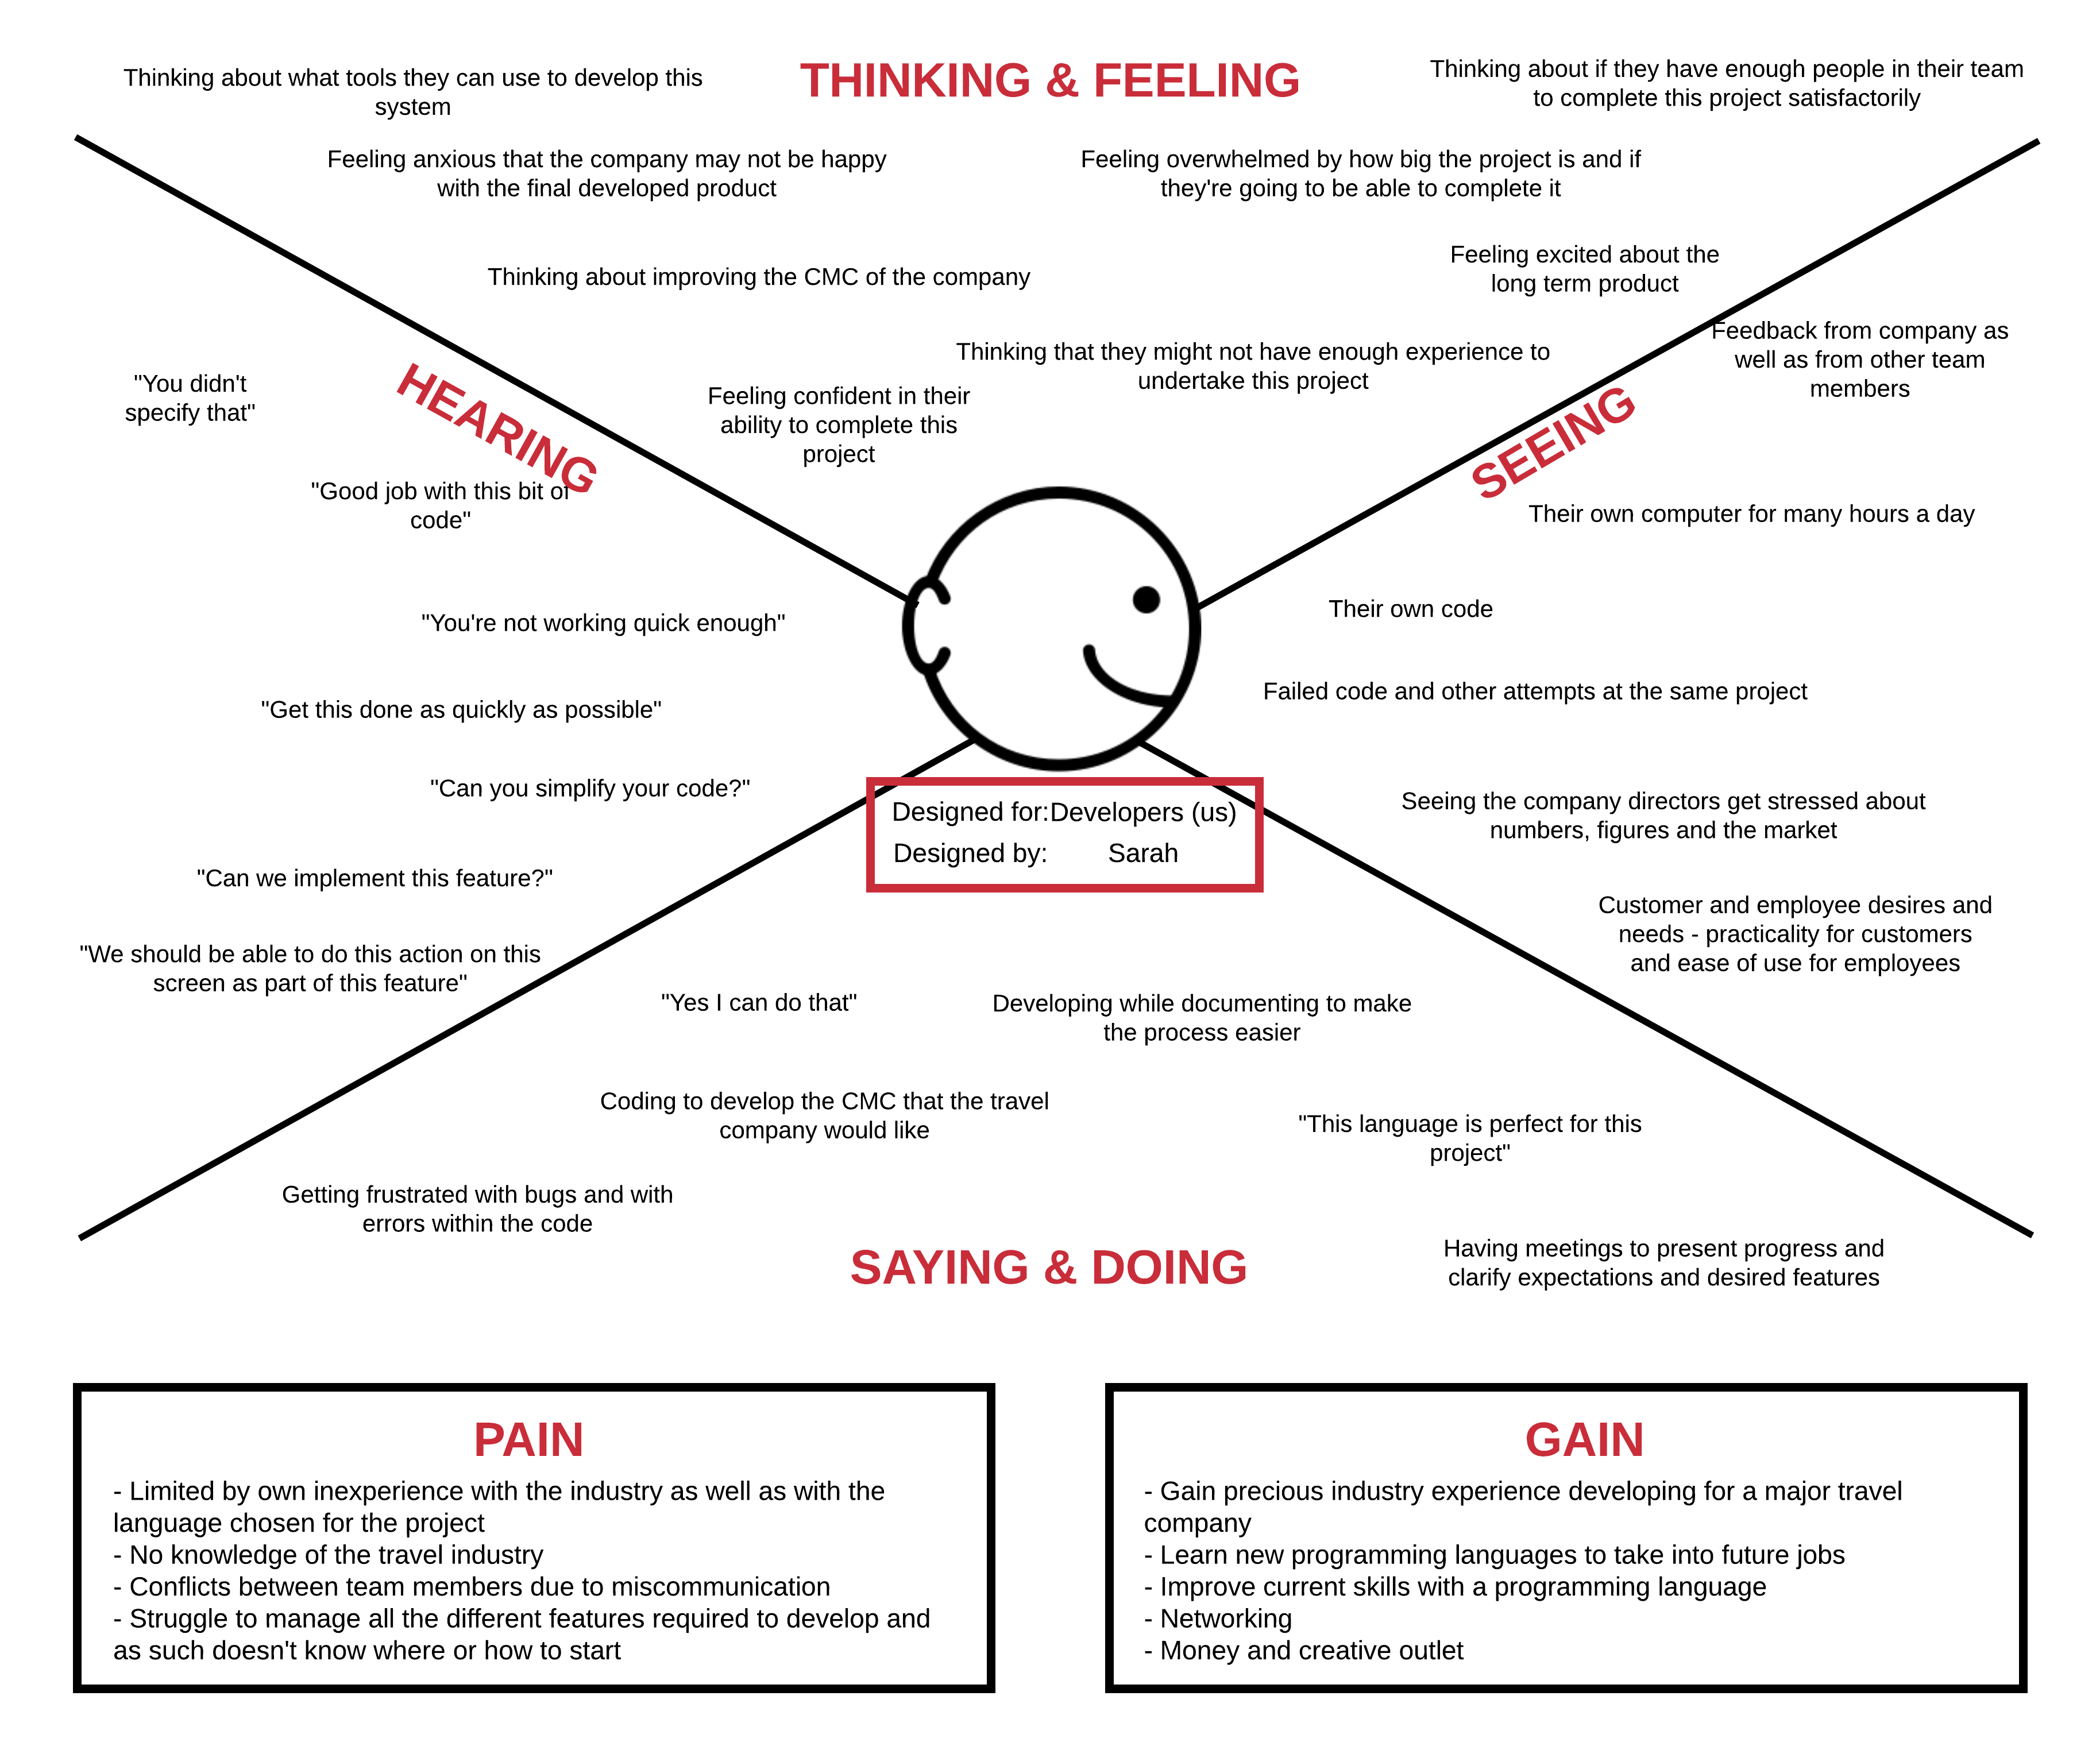 THINKING & FEELING
Thinking about what tools they can use to develop this
system
Thinking about if they have enough people in their team
to complete this project satisfactorily
Feeling anxious that the company may not be happy
with the final developed product
Feeling overwhelmed by how big the project is and if
they're going to be able to complete it
Thinking about improving the CMC of the company
Feeling excited about the
long term product
Thinking that they might not have enough experience to
undertake this project
Feeling confident in their
ability to complete this
project
HEARING
"You didn't
specify that"
"Good job with this bit of
code"
"You're not working quick enough"
"Get this done as quickly as possible"
"Can you simplify your code?"
"Can we implement this feature?"
"We should be able to do this action on this
screen as part of this feature"
SEEING
Feedback from company as
well as from other team
members
Their own computer for many hours a day
Their own code
Failed code and other attempts at the same project
Seeing the company directors get stressed about
numbers, figures and the market
Customer and employee desires and
needs - practicality for customers
and ease of use for employees
Designed for:Developers (us)
Designed by: Sarah
"Yes I can do that"
Developing while documenting to make
the process easier
Coding to develop the CMC that the travel
company would like
"This language is perfect for this
project"
Getting frustrated with bugs and with
errors within the code
Having meetings to present progress and
clarify expectations and desired features
SAYING & DOING
PAIN
- Limited by own inexperience with the industry as well as with the
language chosen for the project
- No knowledge of the travel industry
- Conflicts between team members due to miscommunication
- Struggle to manage all the different features required to develop and
as such doesn't know where or how to start
GAIN
- Gain precious industry experience developing for a major travel
company
- Learn new programming languages to take into future jobs
- Improve current skills with a programming language
- Networking
- Money and creative outlet